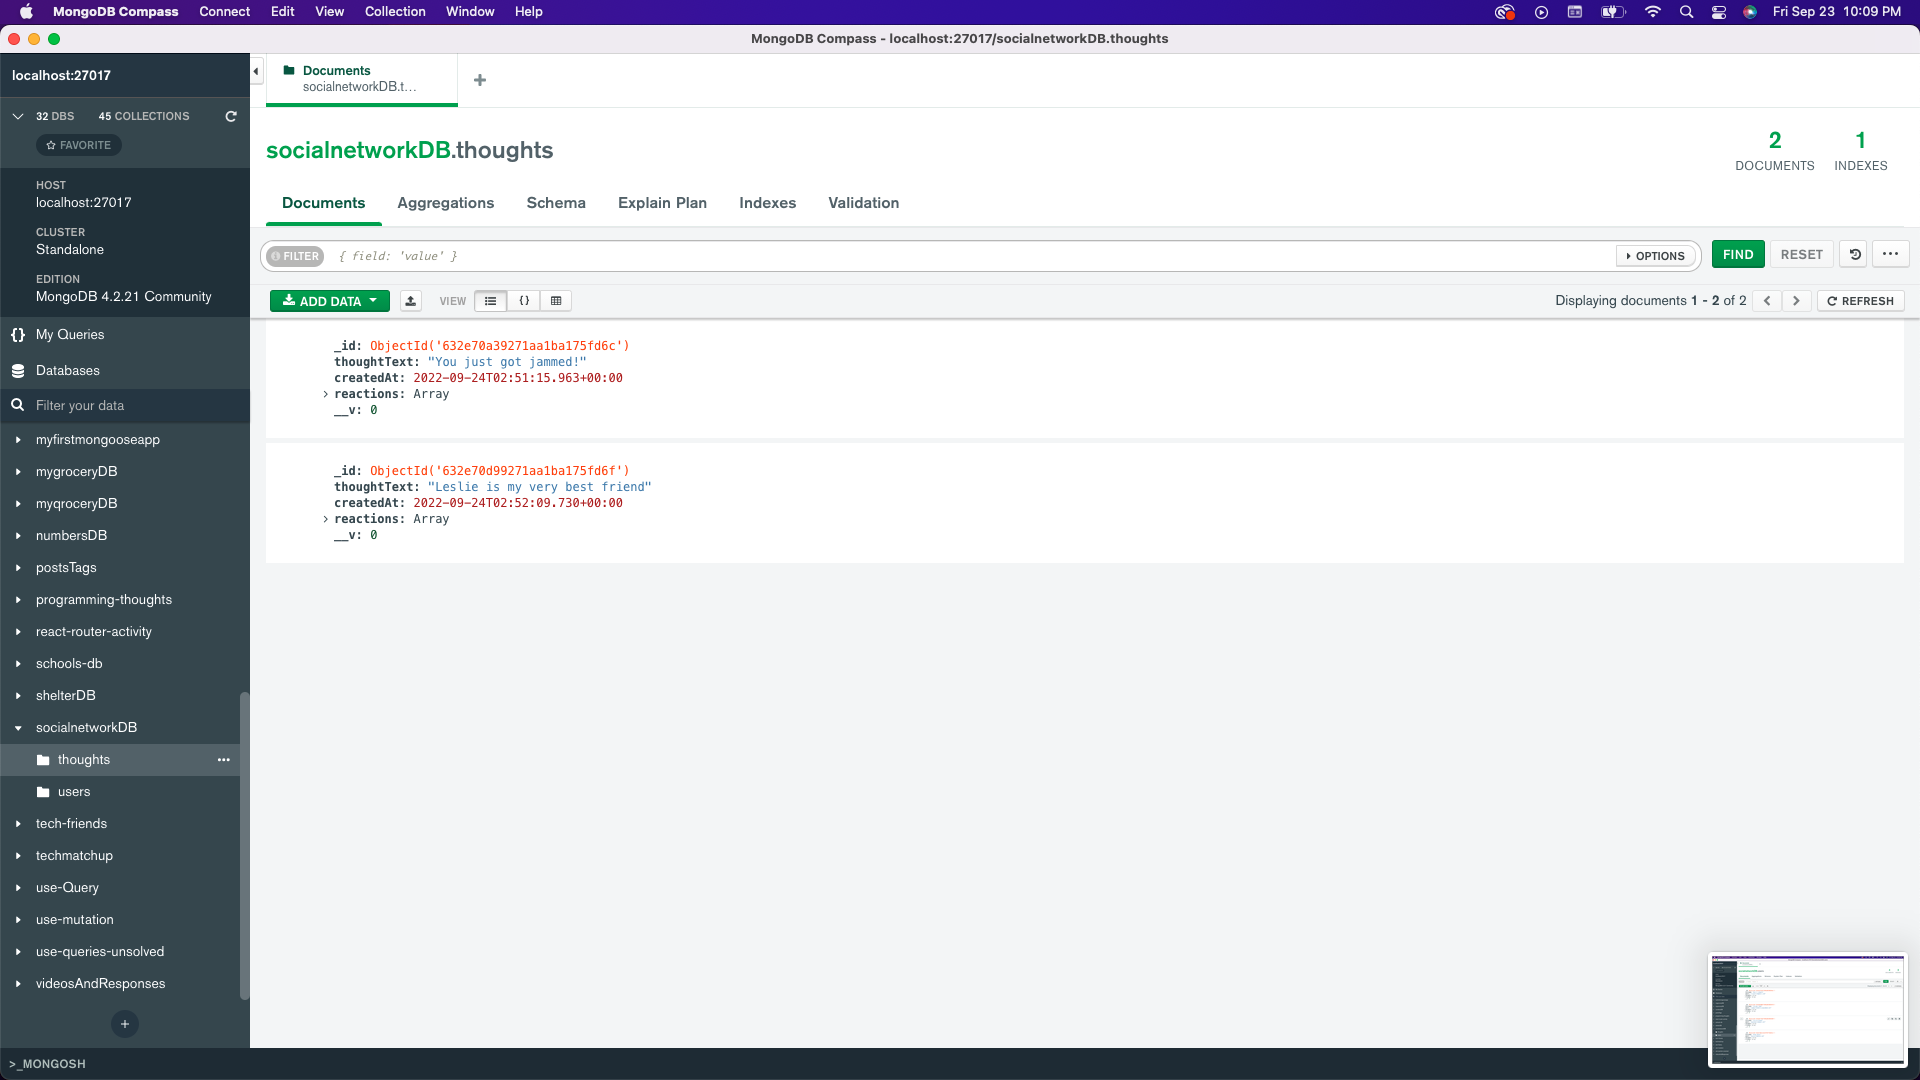 MongoDB Compass Connect Edit View Collection Window Help Fri Sep 23 10:09 PM
MongoDB Compass - localhost:27017/socialnetworkDB.thoughts
localhost:27017
32 DBS 45 COLLECTIONS
FAVORITE
HOST
localhost:27017
CLUSTER
Standalone
EDITION
MongoDB 4.2.21 Community
{} My Queries
Databases
Filter your data
myfirstmongooseapp
mygroceryDB
myqroceryDB
numbersDB
postsTags
programming-thoughts
react-router-activity
schools-db
shelterDB
socialnetworkDB
thoughts •••
users
tech-friends
techmatchup
use-Query
use-mutation
use-queries-unsolved
videosAndResponses
+
>_MONGOSH
Documents
socialnetworkDB.t...
+
socialnetworkDB.thoughts
2
DOCUMENTS
1
INDEXES
Documents Aggregations Schema Explain Plan Indexes Validation
FILTER { field: 'value' } OPTIONS FIND RESET •••
ADD DATA VIEW {} Displaying documents 1 - 2 of 2 < > REFRESH
_id: ObjectId('632e70a39271aa1ba175fd6c')
thoughtText: "You just got jammed!"
createdAt: 2022-09-24T02:51:15.963+00:00
> reactions: Array
__v: 0
_id: ObjectId('632e70d99271aa1ba175fd6f')
thoughtText: "Leslie is my very best friend"
createdAt: 2022-09-24T02:52:09.730+00:00
> reactions: Array
__v: 0